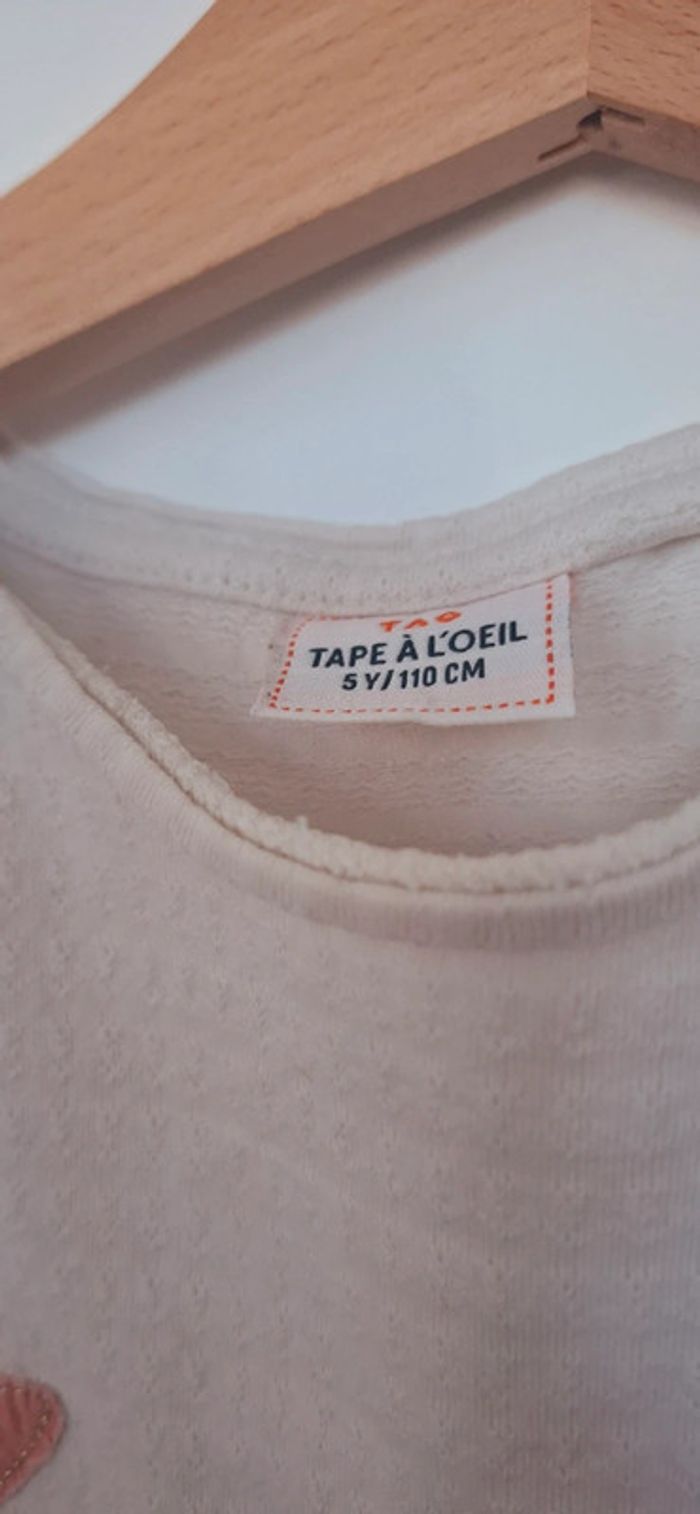 TAO
TAPE À L'OEIL
5 Y/110 CM